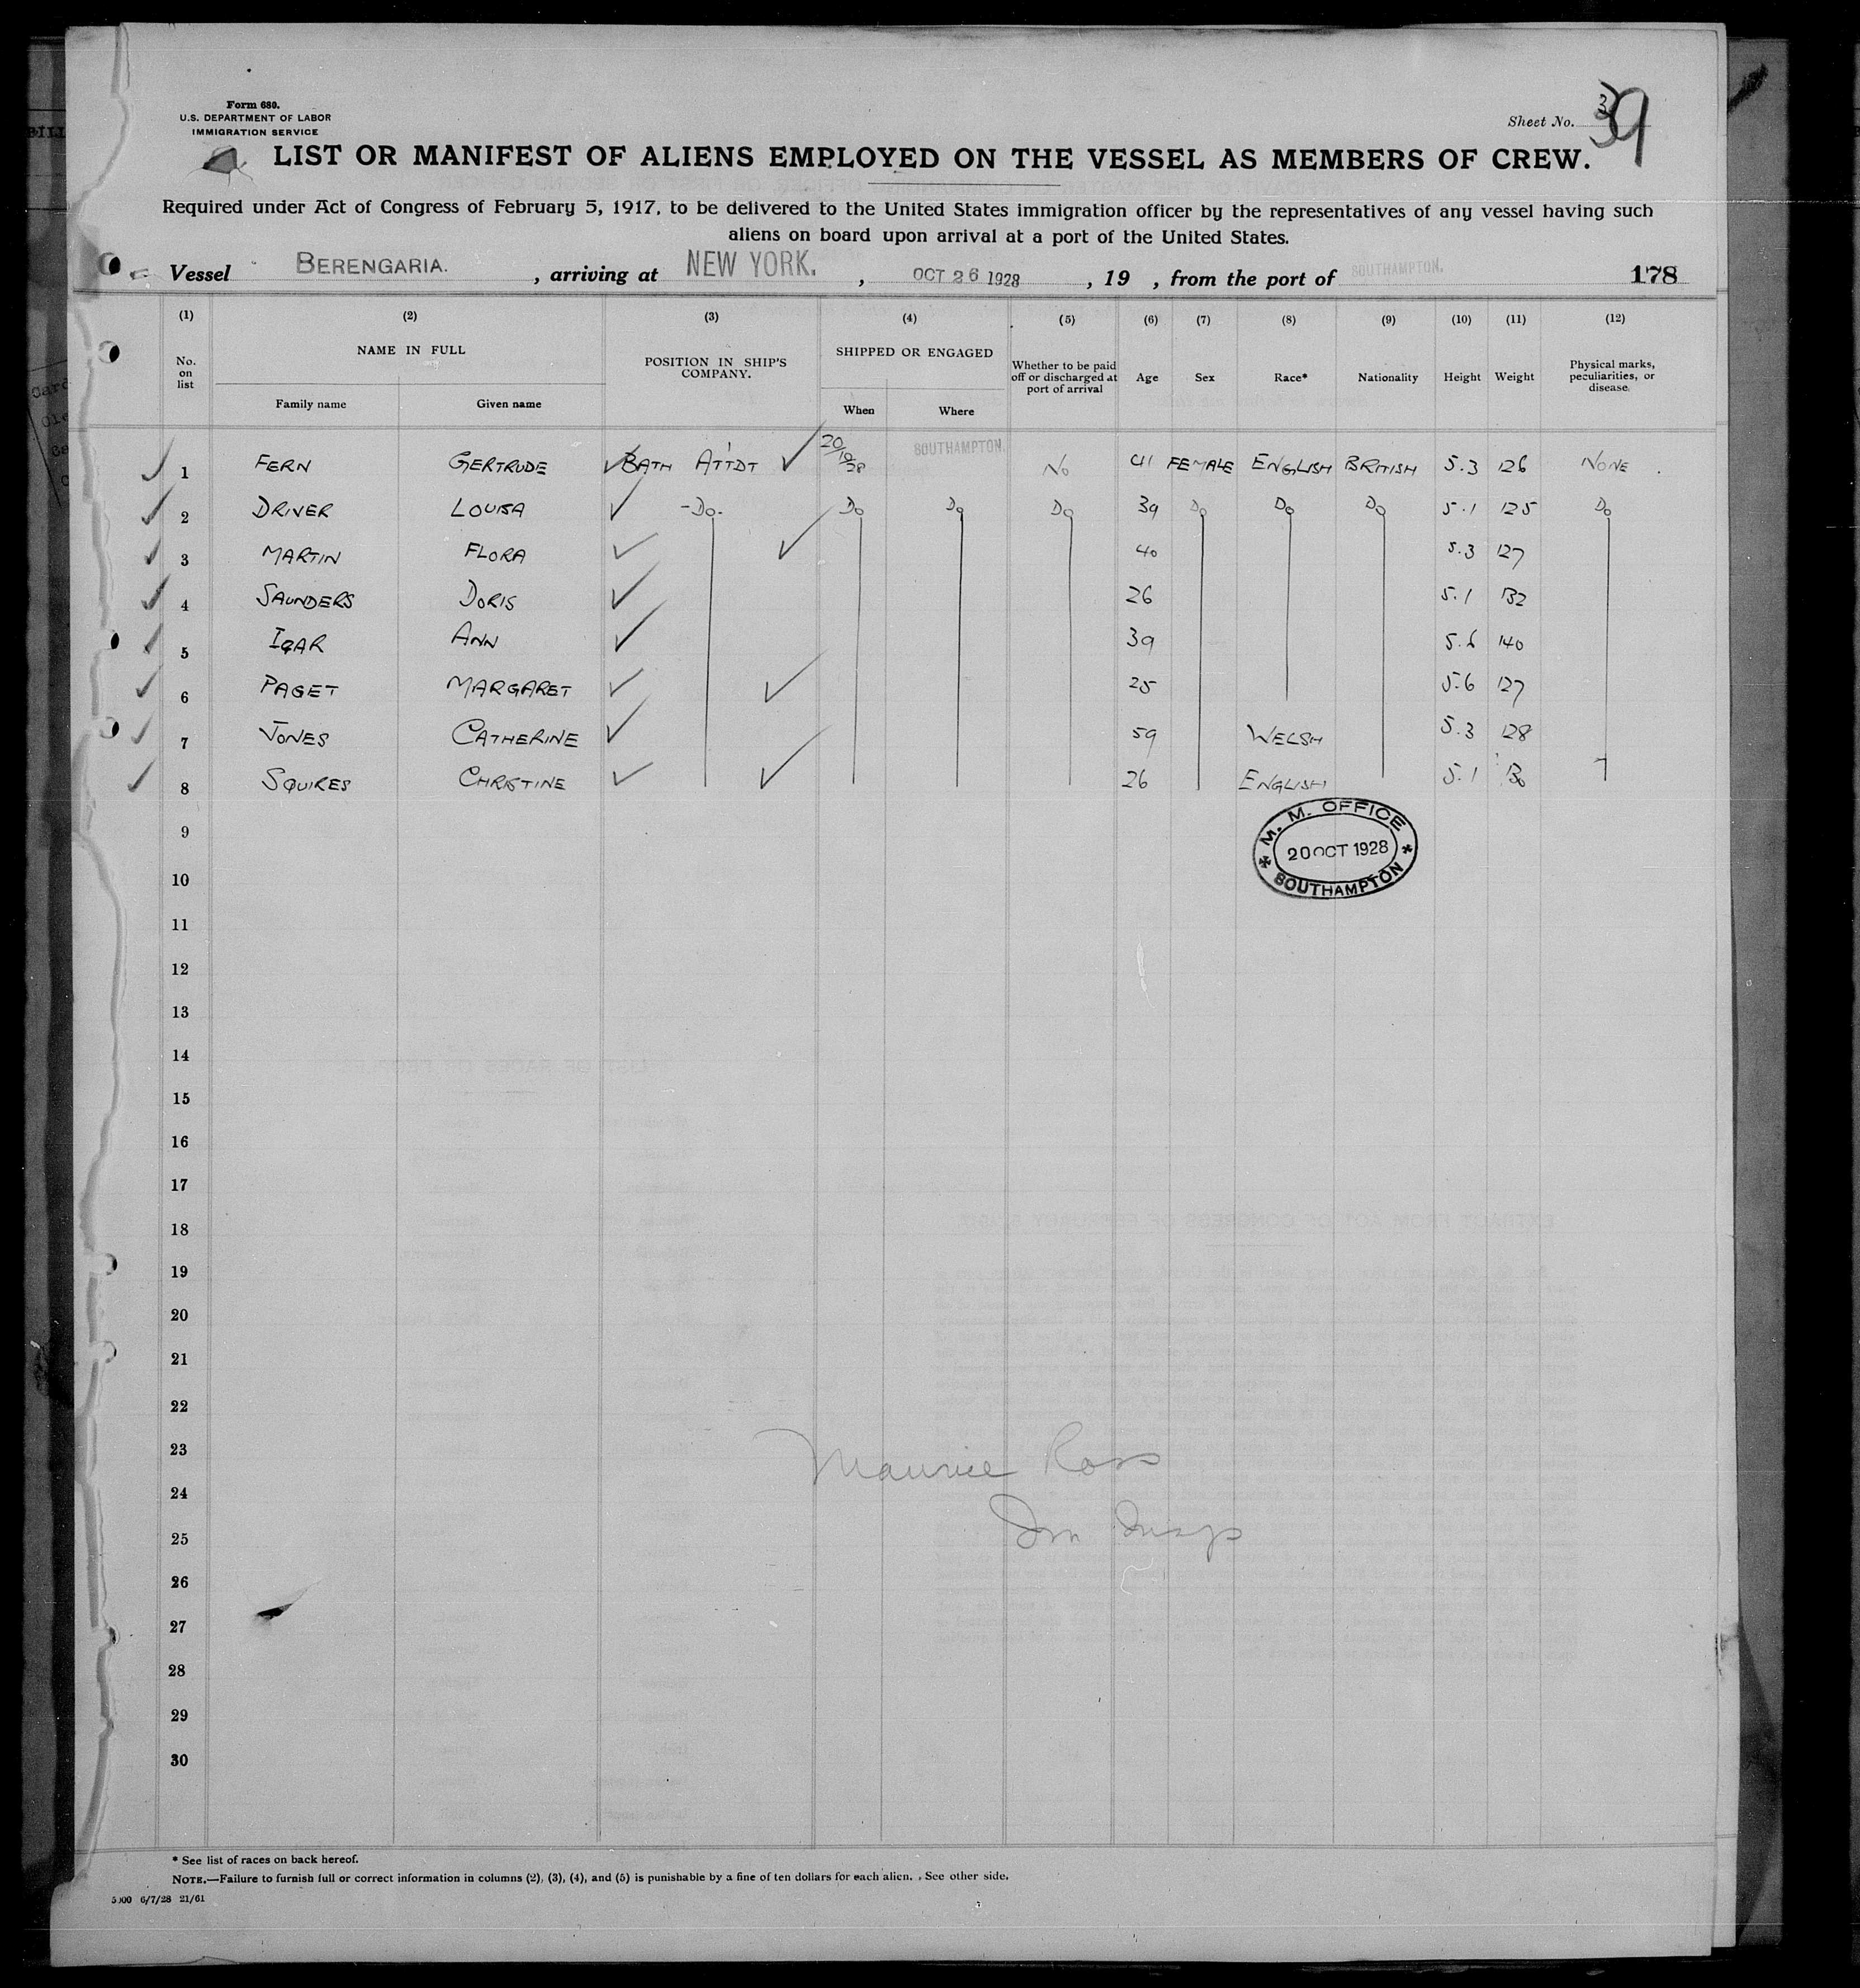 Form 680.
U.S. DEPARTMENT OF LABOR
IMMIGRATION SERVICE
Sheet No. 39
LIST OR MANIFEST OF ALIENS EMPLOYED ON THE VESSEL AS MEMBERS OF CREW.
Required under Act of Congress of February 5, 1917, to be delivered to the United States immigration officer by the representatives of any vessel having such
aliens on board upon arrival at a port of the United States.
Vessel BERENGARIA. , arriving at NEW YORK. , OCT 26 1928 , 19 , from the port of SOUTHAMPTON. 178
(1) (2) (3) (4) (5) (6) (7) (8) (9) (10) (11) (12)
No. on list NAME IN FULL POSITION IN SHIP'S COMPANY. SHIPPED OR ENGAGED Whether to be paid off or discharged at port of arrival Age Sex Race* Nationality Height Weight Physical marks, peculiarities, or disease.
Family name Given name When Where
1 FERN GERTRUDE BATH ATTDT 20/10/28 SOUTHAMPTON. No 41 FEMALE ENGLISH BRITISH 5.3 126 NONE
2 DRIVER LOUISA -Do- Do Do Do 39 Do Do Do 5.1 125 Do
3 MARTIN FLORA 40 5.3 127
4 SAUNDERS DORIS 26 5.1 132
5 ANN 39 5.6 140
6 PAGET MARGARET 25 5.6 127
7 JONES CATHERINE 59 WELSH 5.3 128
8 SQUIRES CHRISTINE 26 ENGLISH 5.1 130
M. M. OFFICE
20 OCT 1928
SOUTHAMPTON
9
10
11
12
13
14
15
16
17
18
19
20
21
22
23
Maurice Ross
24
25
Imm Insp
26
27
28
29
30
* See list of races on back hereof.
NOTE.—Failure to furnish full or correct information in columns (2), (3), (4), and (5) is punishable by a fine of ten dollars for each alien. See other side.
5000 6/7/28 21/61